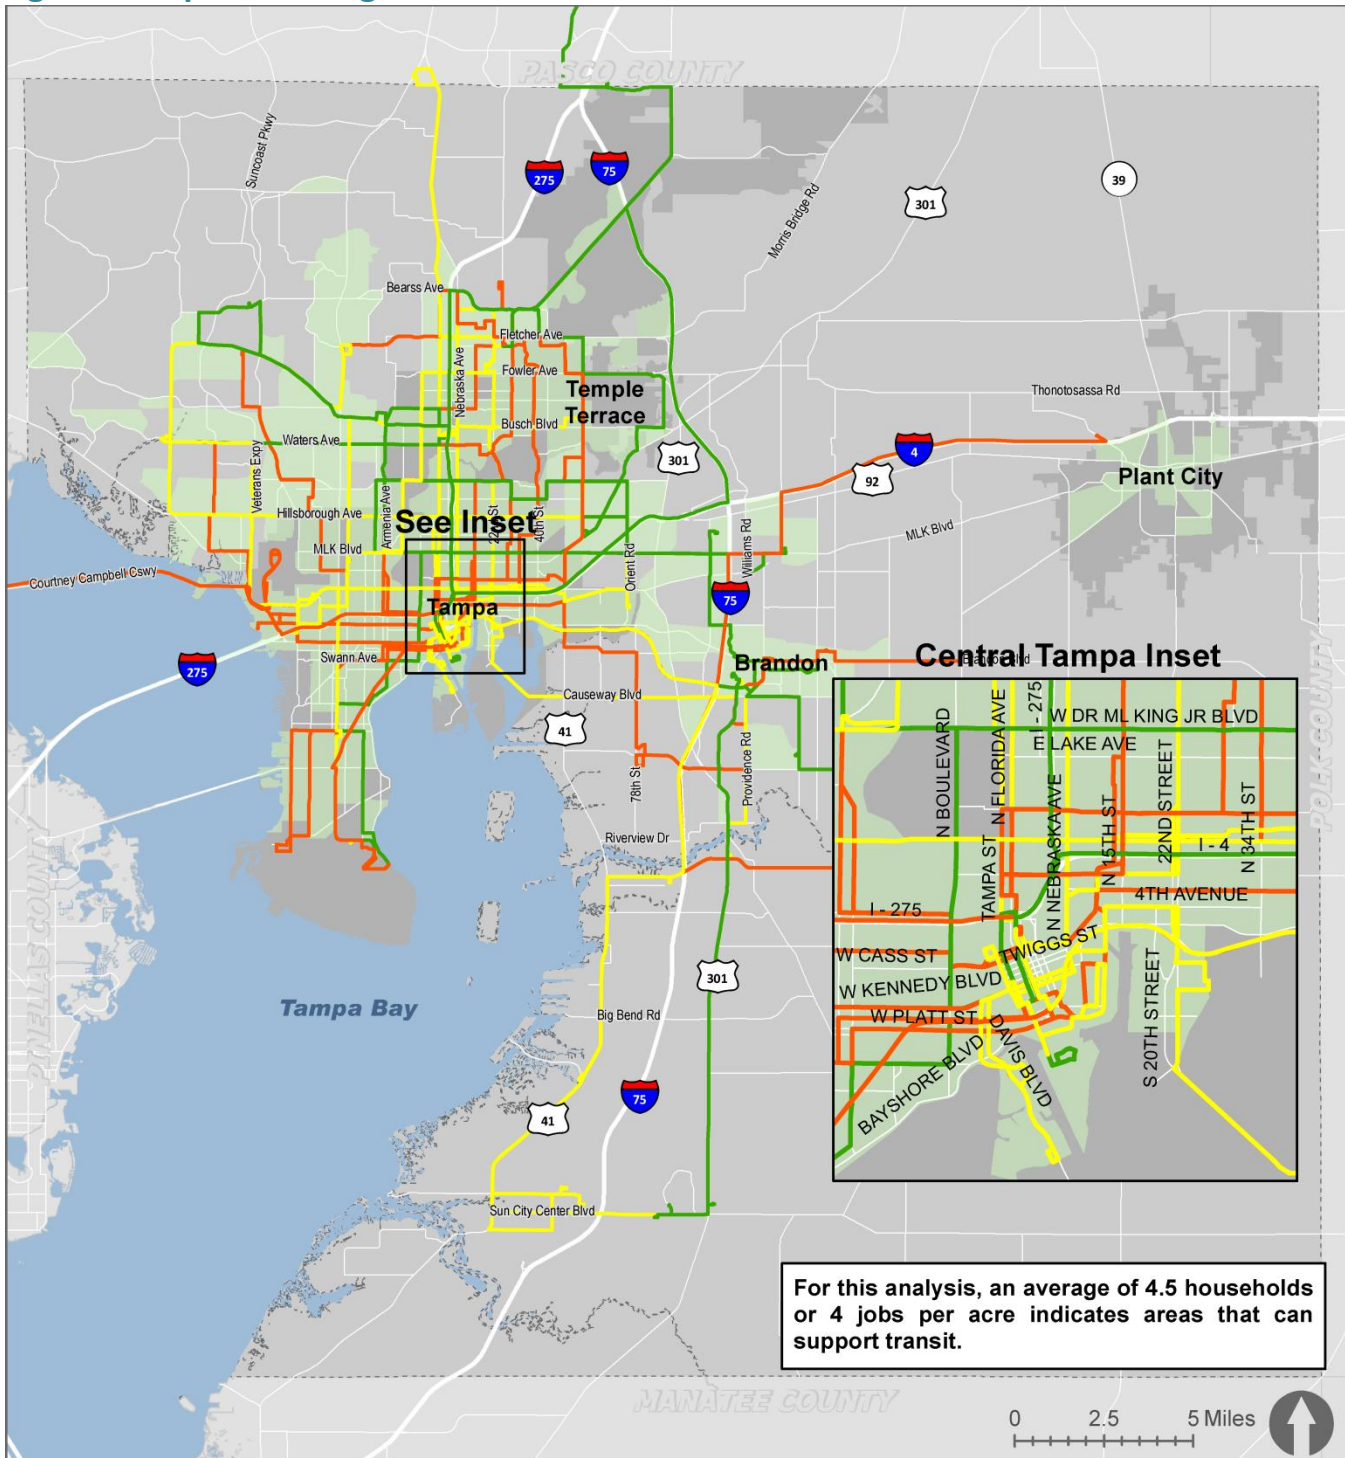 PASCO COUNTY
Suncoast Pkwy
275
75
39
301
Morris Bridge Rd
Bearss Ave
Fletcher Ave
Nebraska Ave
Fowler Ave
Temple
Terrace
Thonotosassa Rd
Busch Blvd
Waters Ave
Veterans Expy
301
4
92
Plant City
Armenia Ave
Hillsborough Ave
See Inset
22nd St
40th St
MLK Blvd
MLK Blvd
Williams Rd
Orient Rd
Courtney Campbell Cswy
75
Tampa
POLK COUNTY
Swann Ave
275
Brandon
Brandon Blvd
Central Tampa Inset
Causeway Blvd
41
78th St
Providence Rd
Riverview Dr
I - 275
W DR ML KING JR BLVD
E LAKE AVE
N BOULEVARD
N FLORIDA AVE
TAMPA ST
N NEBRASKA AVE
N 15TH ST
22ND STREET
N 34TH ST
I - 4
4TH AVENUE
I - 275
TWIGGS ST
W CASS ST
W KENNEDY BLVD
W PLATT ST
DAVIS BLVD
BAYSHORE BLVD
S 20TH STREET
PINELLAS COUNTY
301
Tampa Bay
Big Bend Rd
75
41
Sun City Center Blvd
For this analysis, an average of 4.5 households
or 4 jobs per acre indicates areas that can
support transit.
MANATEE COUNTY
0 2.5 5 Miles